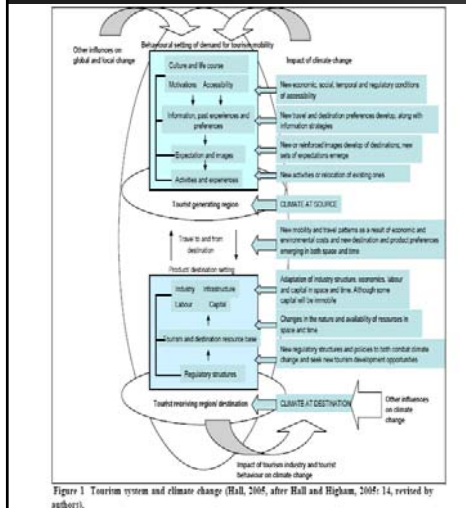 Other influences on
global and local change
Behavioural setting of demand for tourism mobility
Impact of climate change
Culture and life course
Motivations Accessibility
New economic, social, temporal and regulatory conditions
of accessibility
Information, past experiences and
preferences
New travel and destination preferences develop, along with
information strategies
Expectation and images
New or reinforced images develop of destinations; new
sets of expectations emerge
Activities and experiences
New activities or relocation of existing ones
Tourist generating region
CLIMATE AT SOURCE
Travel to and from
destination
New mobility and travel patterns as a result of economic and
environmental costs and new destination and product preferences
emerging in both space and time
Product destination setting
Industry Infrastructure
Labour Capital
Adaptation of industry structure, economics, labour
and capital in space and time. Although some
capital will be immobile
Tourism and destination resource base
Changes in the nature and availability of resources in
space and time
Regulatory structures
New regulatory structures and policies to both combat climate
change and seek new tourism development opportunities
Tourist receiving region/ destination
CLIMATE AT DESTINATION
Other influences
on climate
change
Impact of tourism industry and tourist
behaviour on climate change
Figure 1 Tourism system and climate change (Hall, 2005, after Hall and Higham, 2005: 14, revised by
authors).